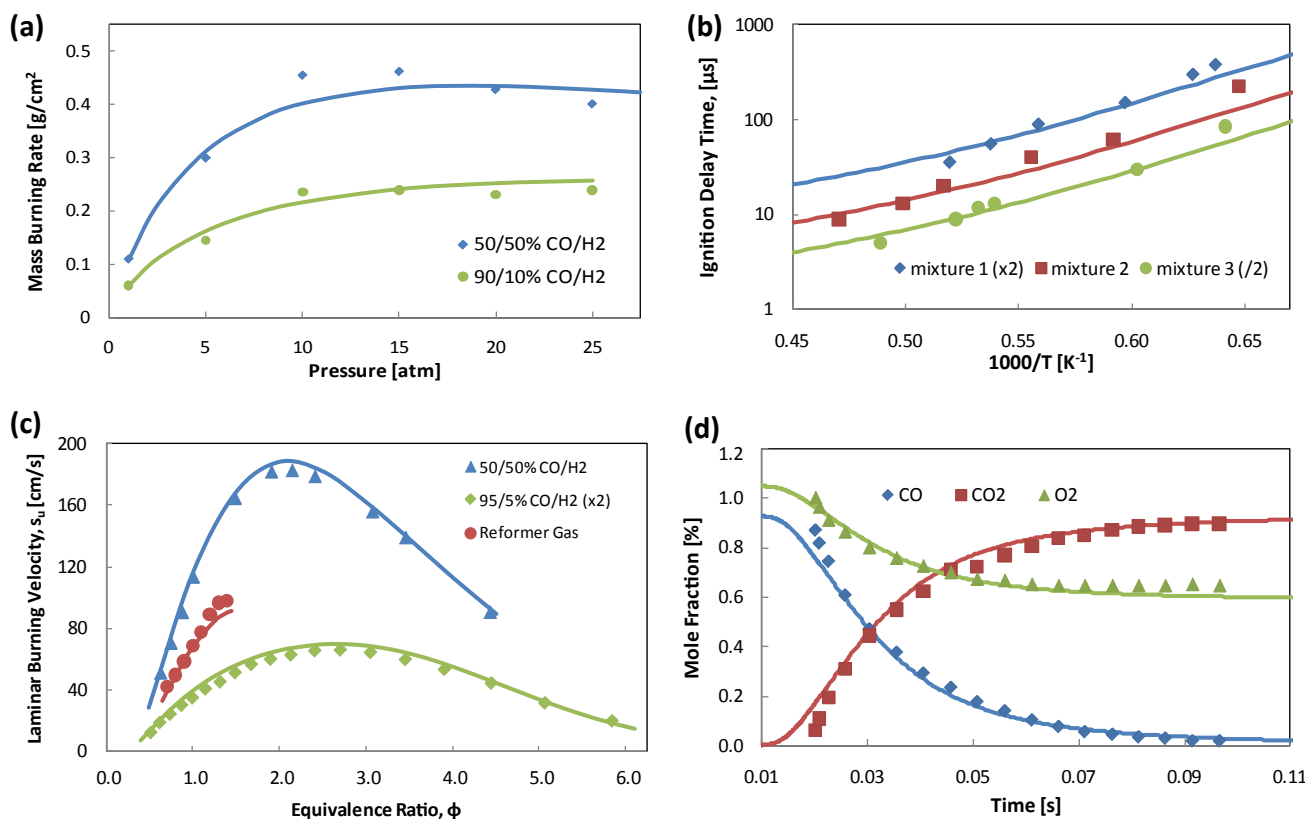 (a)
Mass Burning Rate [g/cm²]
0.5
0.4
0.3
0.2
0.1
0
0 5 10 15 20 25
Pressure [atm]
50/50% CO/H2
90/10% CO/H2
(b)
Ignition Delay Time, [µs]
1000
100
10
1
0.45 0.50 0.55 0.60 0.65
1000/T [K⁻¹]
mixture 1 (x2) mixture 2 mixture 3 (/2)
(c)
Laminar Burning Velocity, sᵤ [cm/s]
200
160
120
80
40
0
0.0 1.0 2.0 3.0 4.0 5.0 6.0
Equivalence Ratio, ϕ
50/50% CO/H2
95/5% CO/H2 (x2)
Reformer Gas
(d)
Mole Fraction [%]
1.0
0.8
0.6
0.4
0.2
0.0
0.01 0.03 0.05 0.07 0.09 0.11
Time [s]
CO CO2 O2